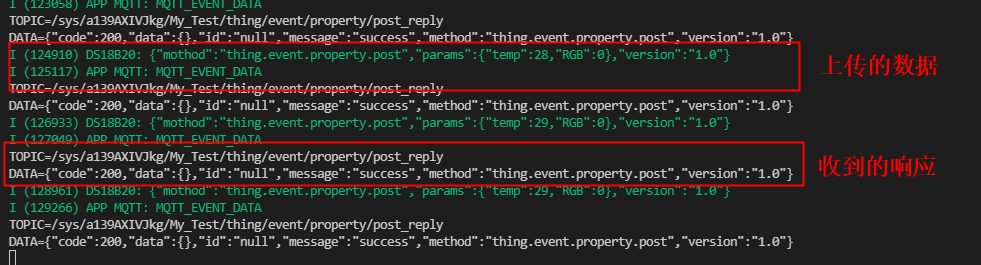 I (123058) APP MQTT: MQTT_EVENT_DATA
TOPIC=/sys/a139AXIVJkg/My_Test/thing/event/property/post_reply
DATA={"code":200,"data":{},"id":"null","message":"success","method":"thing.event.property.post","version":"1.0"}
I (124910) DS18B20: {"mothod":"thing.event.property.post","params":{"temp":28,"RGB":0},"version":"1.0"}
I (125117) APP MQTT: MQTT_EVENT_DATA
上传的数据
TOPIC=/sys/a139AXIVJkg/My_Test/thing/event/property/post_reply
DATA={"code":200,"data":{},"id":"null","message":"success","method":"thing.event.property.post","version":"1.0"}
I (126933) DS18B20: {"mothod":"thing.event.property.post","params":{"temp":29,"RGB":0},"version":"1.0"}
I (127049) APP MQTT: MQTT_EVENT_DATA
TOPIC=/sys/a139AXIVJkg/My_Test/thing/event/property/post_reply
DATA={"code":200,"data":{},"id":"null","message":"success","method":"thing.event.property.post","version":"1.0"}
收到的响应
I (128961) DS18B20: {"mothod":"thing.event.property.post","params":{"temp":29,"RGB":0},"version":"1.0"}
I (129266) APP MQTT: MQTT_EVENT_DATA
TOPIC=/sys/a139AXIVJkg/My_Test/thing/event/property/post_reply
DATA={"code":200,"data":{},"id":"null","message":"success","method":"thing.event.property.post","version":"1.0"}